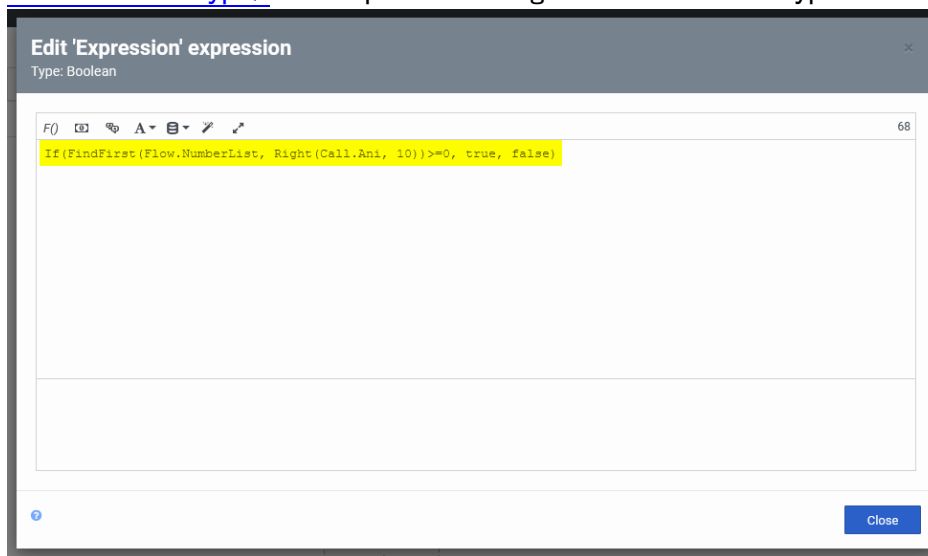 Edit 'Expression' expression
×
Type: Boolean
F() A 68
If(FindFirst(Flow.NumberList, Right(Call.Ani, 10))>=0, true, false)
?
Close